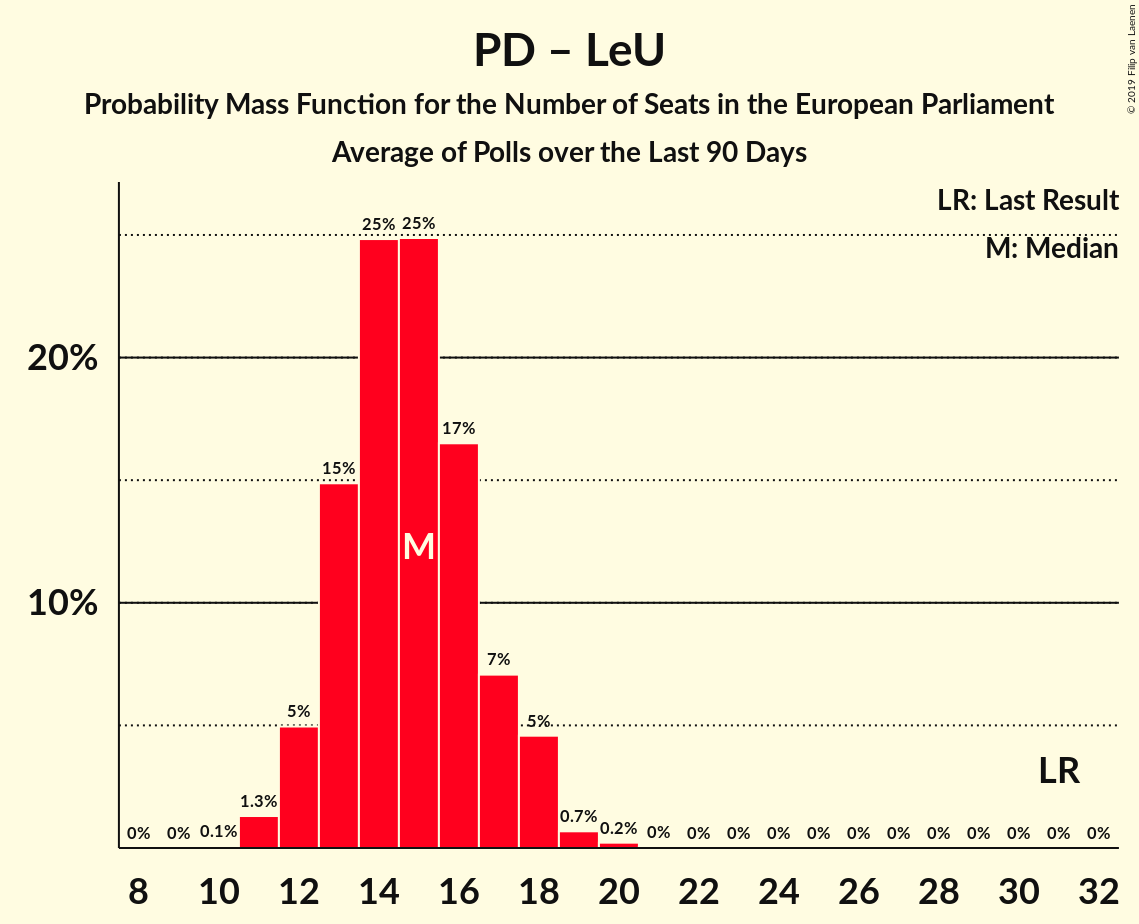 PD – LeU
Probability Mass Function for the Number of Seats in the European Parliament
Average of Polls over the Last 90 Days
© 2019 Filip van Laenen
LR: Last Result
M: Median
25% 25%
20%
17%
15%
M
10%
7%
5% 5%
LR
1.3% 0.7%
0% 0% 0.1% 0.2% 0% 0% 0% 0% 0% 0% 0% 0% 0% 0% 0% 0%
8 10 12 14 16 18 20 22 24 26 28 30 32